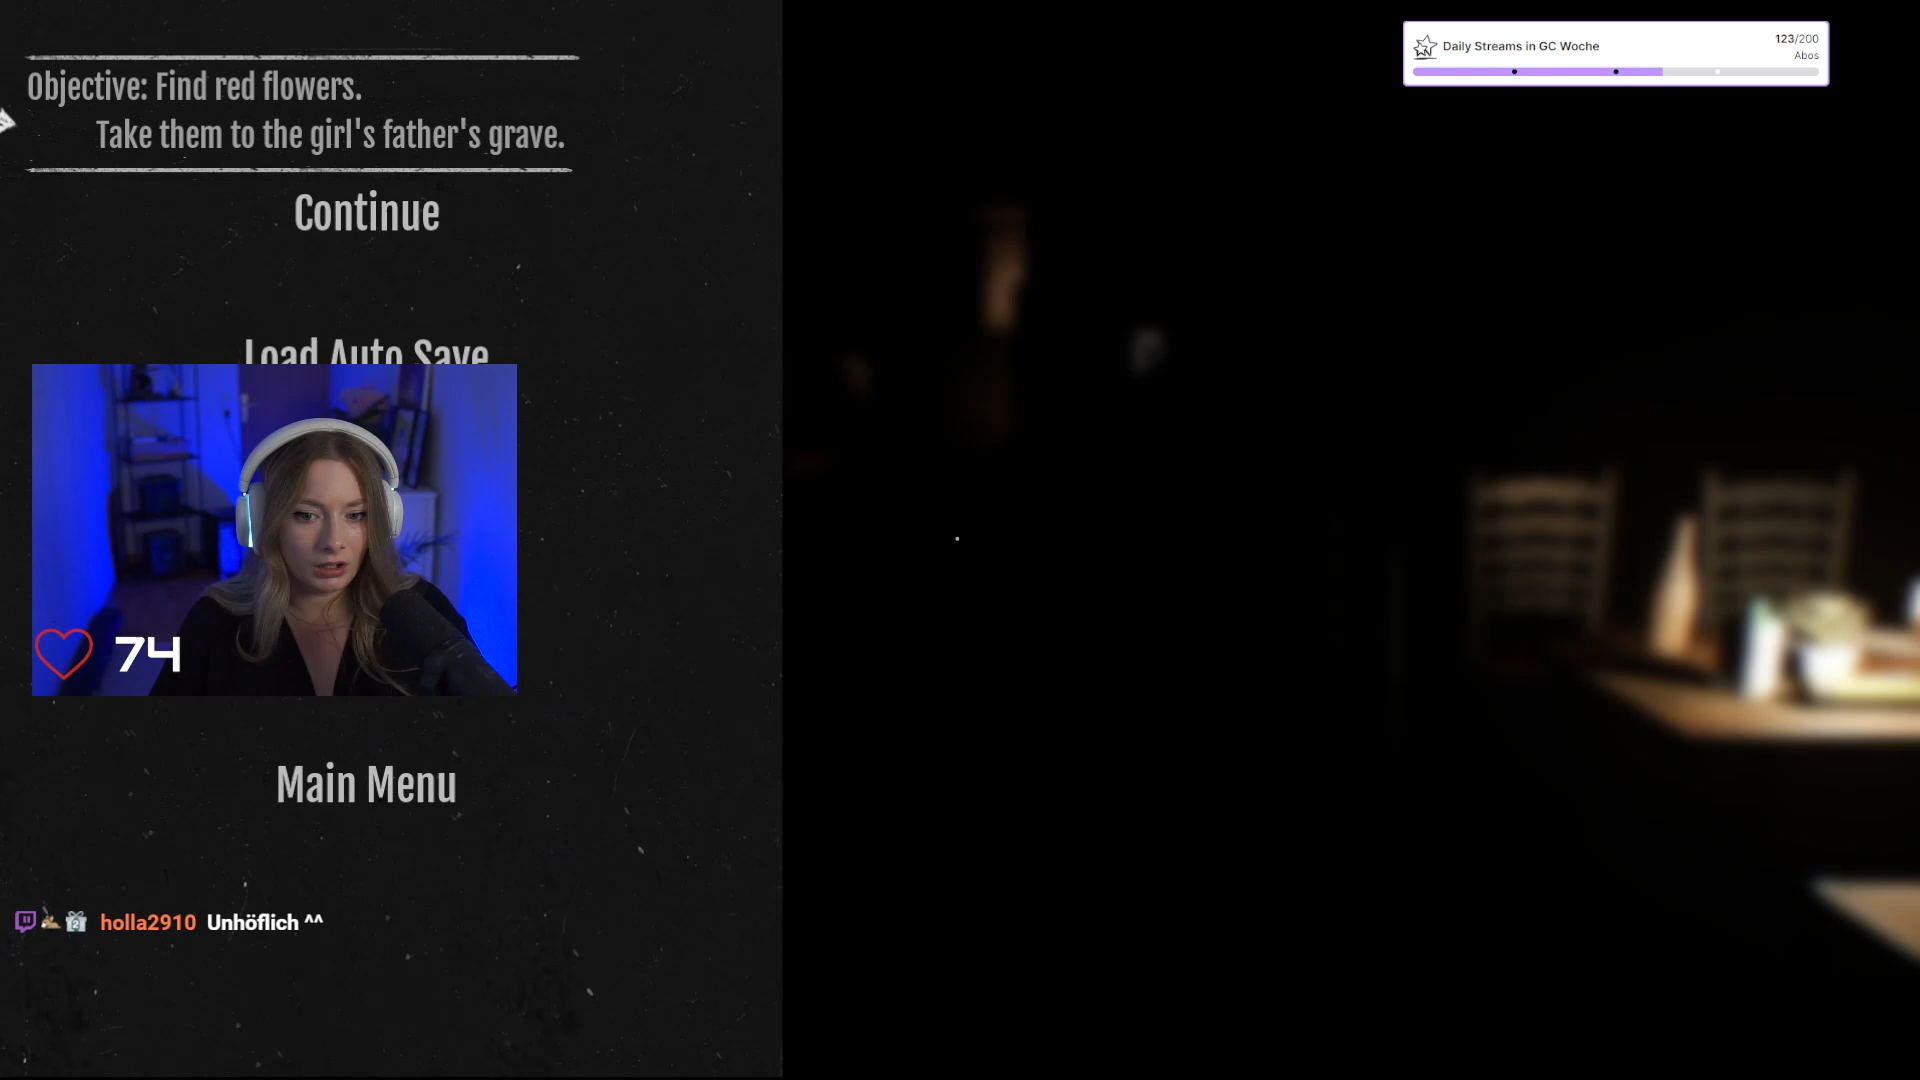 Objective: Find red flowers.
Take them to the girl's father's grave.
Continue
Load Auto Save
Main Menu
74
holla2910 Unhöflich ^^
Daily Streams in GC Woche
123/200
Abos